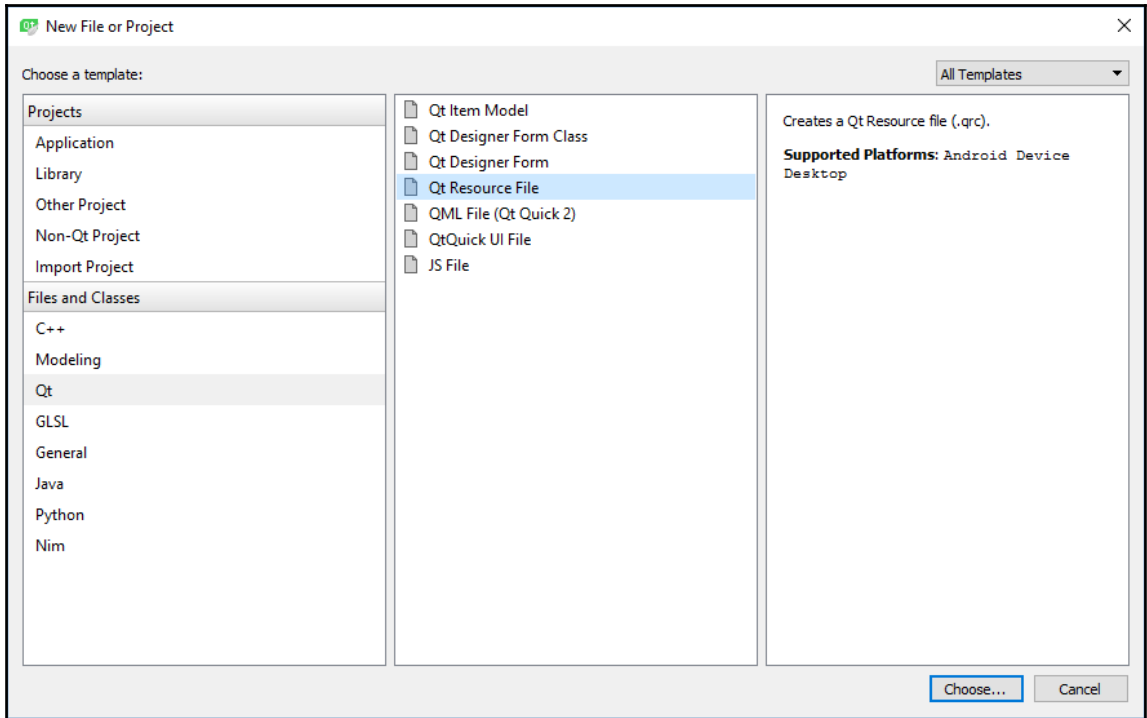 New File or Project
Choose a template:
All Templates
Projects
Application
Library
Other Project
Non-Qt Project
Import Project
Files and Classes
C++
Modeling
Qt
GLSL
General
Java
Python
Nim
Qt Item Model
Qt Designer Form Class
Qt Designer Form
Qt Resource File
QML File (Qt Quick 2)
QtQuick UI File
JS File
Creates a Qt Resource file (.qrc).
Supported Platforms: Android Device
Desktop
Choose...
Cancel